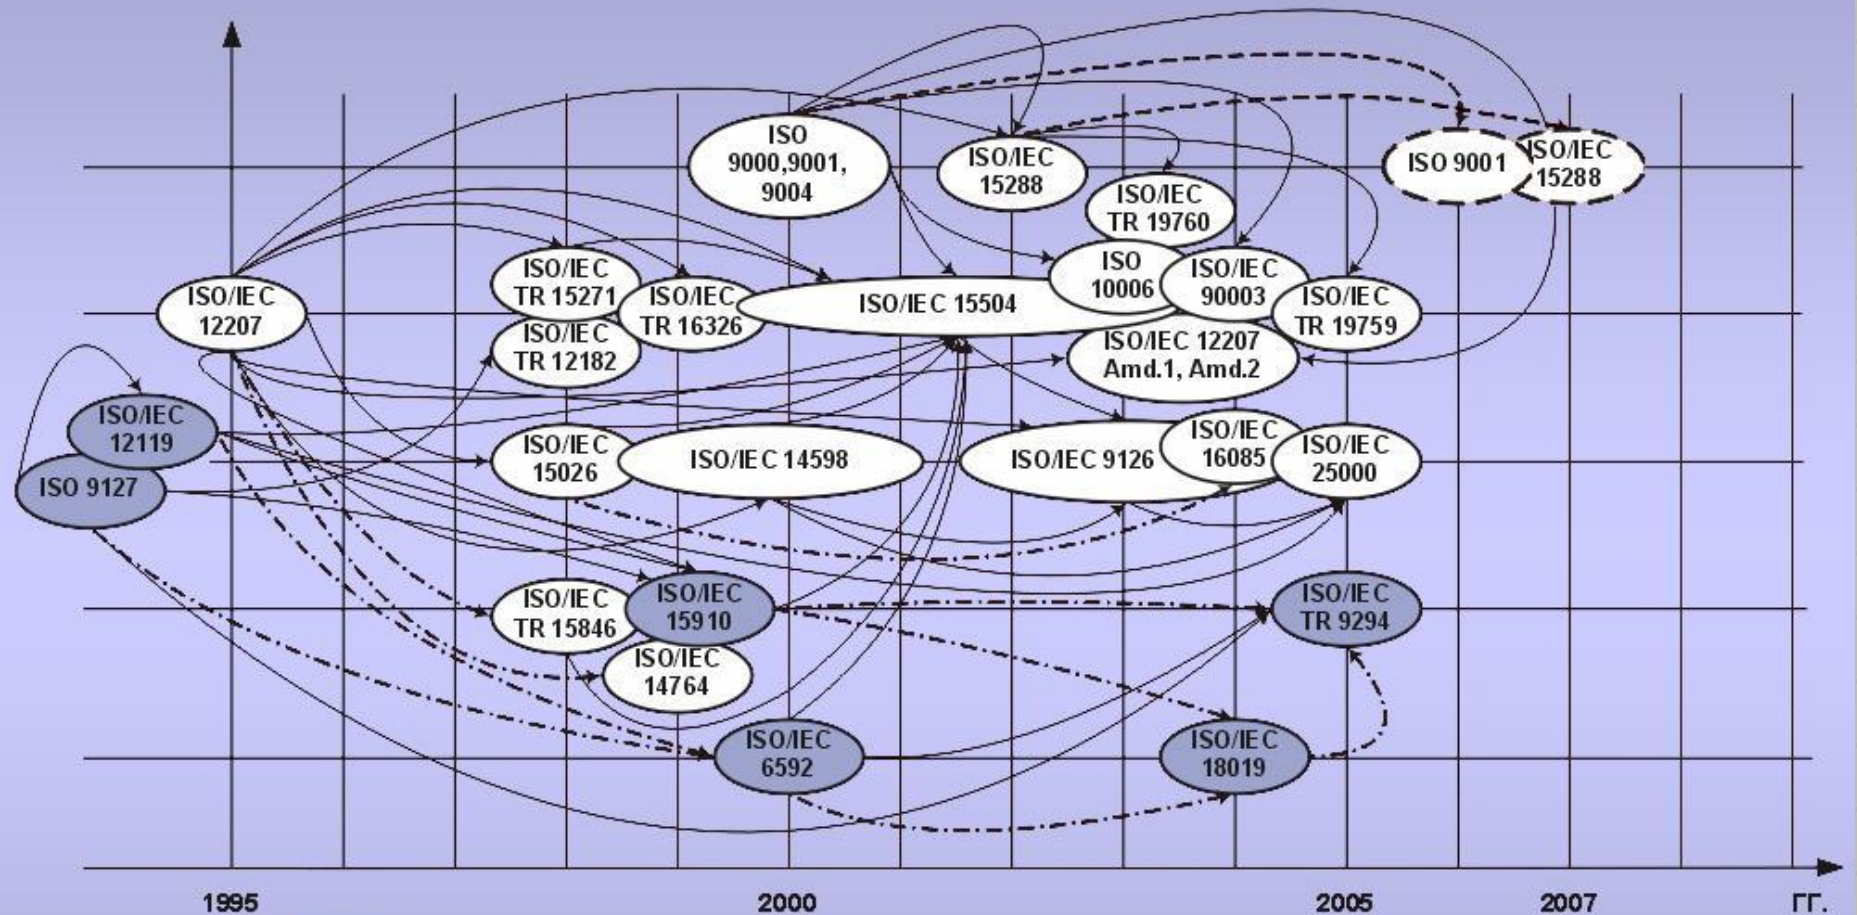 ISO
9000,9001,
9004
ISO/IEC
15288
ISO/IEC
TR 19760
ISO 9001
ISO/IEC
15288
ISO/IEC
12207
ISO/IEC
TR 15271
ISO/IEC
TR 16326
ISO/IEC
TR 12182
ISO/IEC 15504
ISO
10006
ISO/IEC
90003
ISO/IEC
TR 19759
ISO/IEC 12207
Amd.1, Amd.2
ISO/IEC
12119
ISO 9127
ISO/IEC
15026
ISO/IEC 14598
ISO/IEC 9126
ISO/IEC
16085
ISO/IEC
25000
ISO/IEC
TR 15846
ISO/IEC
15910
ISO/IEC
14764
ISO/IEC
TR 9294
ISO/IEC
6592
ISO/IEC
18019
1995
2000
2005
2007
гг.